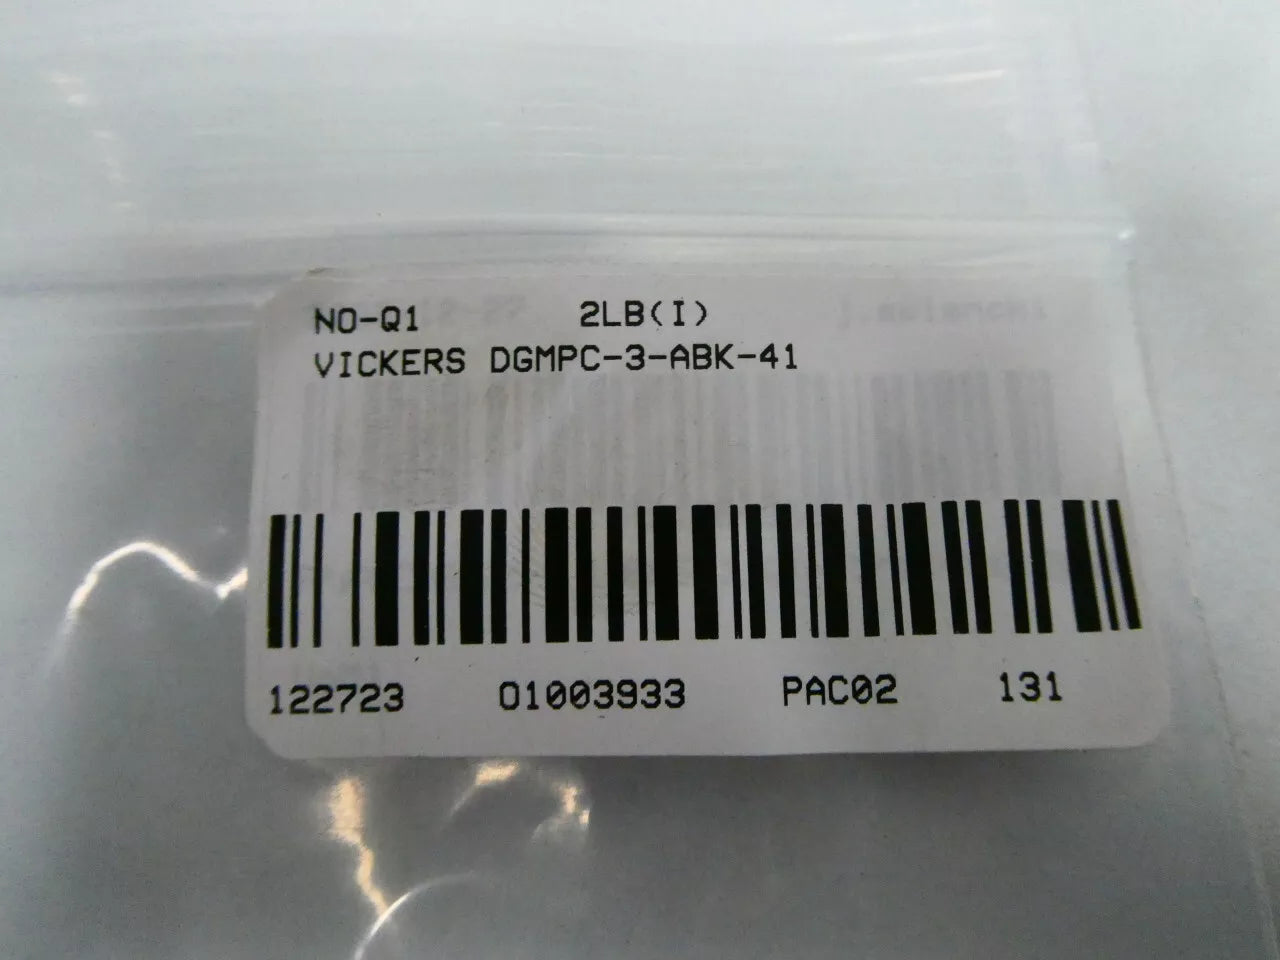 NO-Q1 2LB(I)
VICKERS DGMPC-3-ABK-41
122723 01003933 PAC02 131